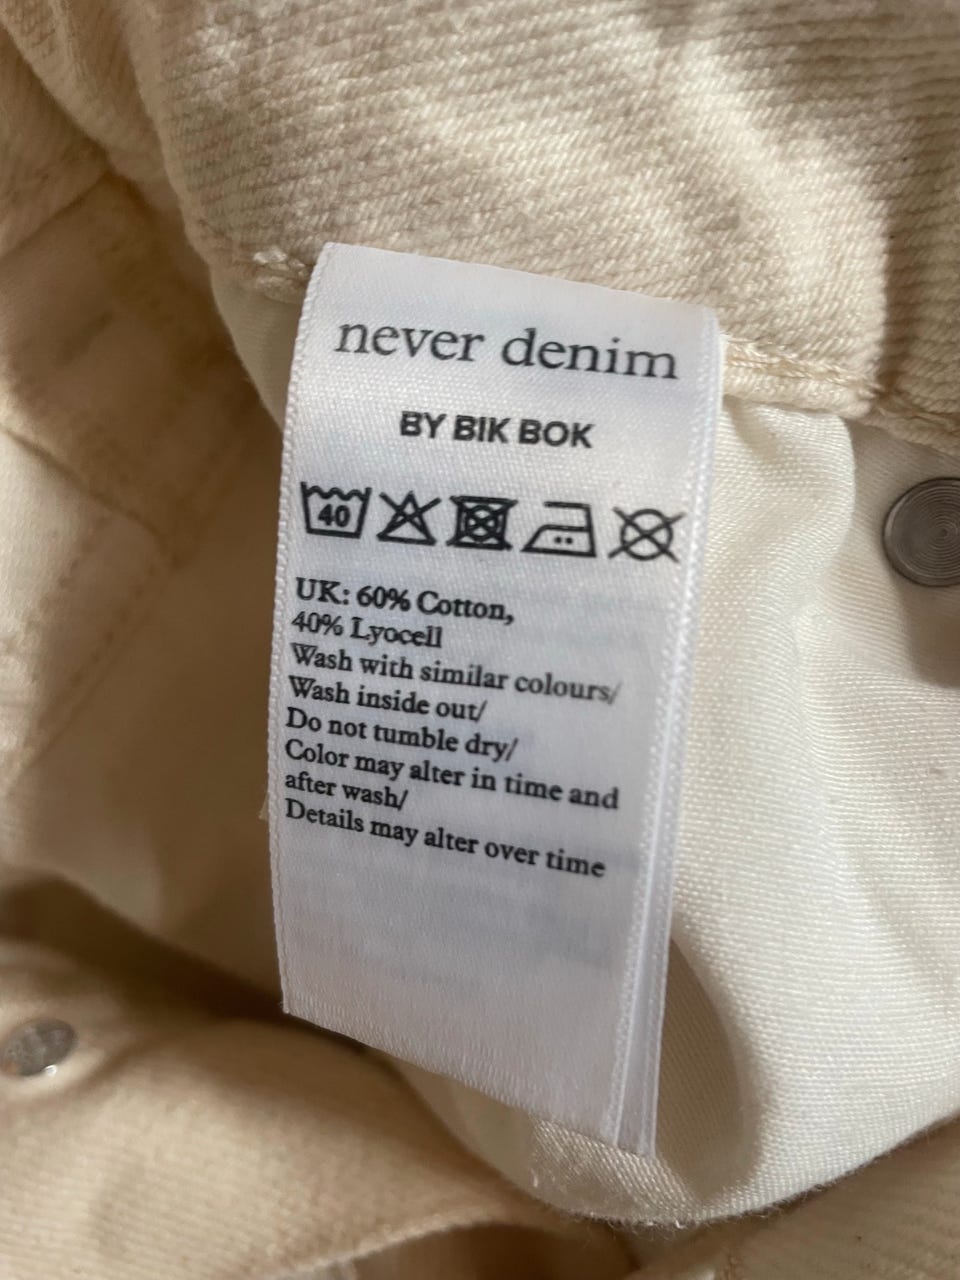 never denim
BY BIK BOK
40
UK: 60% Cotton,
40% Lyocell
Wash with similar colours/
Wash inside out/
Do not tumble dry/
Color may alter in time and
after wash/
Details may alter over time